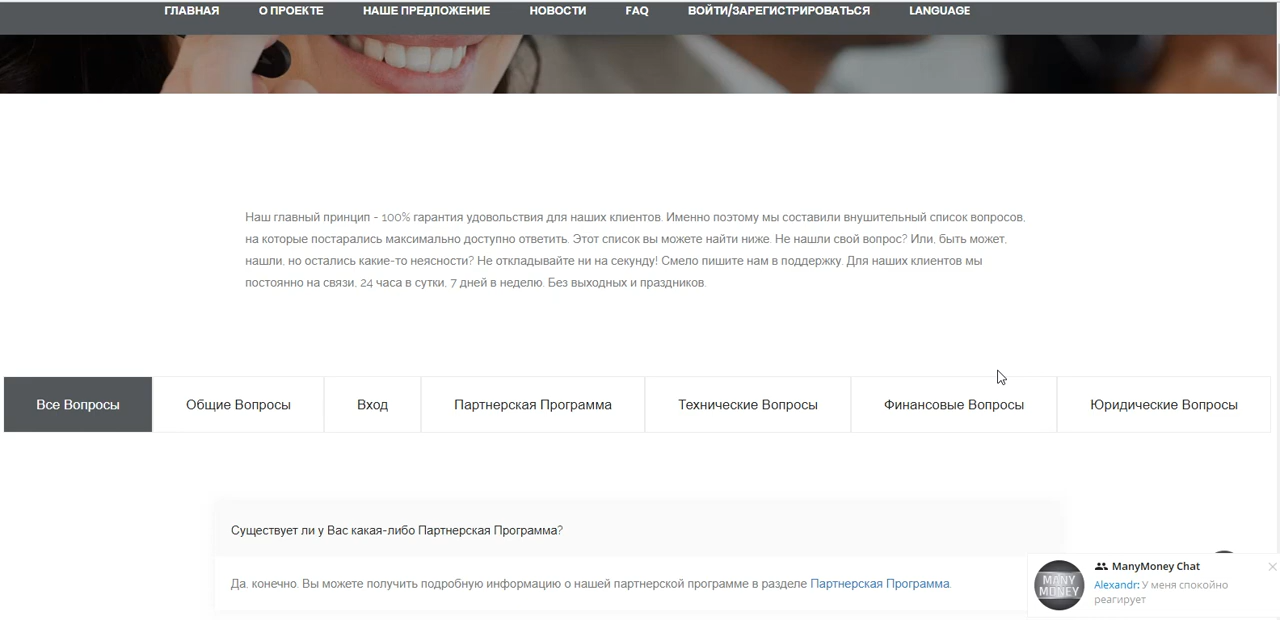 ГЛАВНАЯ О ПРОЕКТЕ НАШЕ ПРЕДЛОЖЕНИЕ НОВОСТИ FAQ ВОЙТИ/ЗАРЕГИСТРИРОВАТЬСЯ LANGUAGE
Наш главный принцип - 100% гарантия удовольствия для наших клиентов. Именно поэтому мы составили внушительный список вопросов,
на которые постарались максимально доступно ответить. Этот список вы можете найти ниже. Не нашли свой вопрос? Или, быть может,
нашли, но остались какие-то неясности? Не откладывайте ни на секунду! Смело пишите нам в поддержку. Для наших клиентов мы
постоянно на связи, 24 часа в сутки, 7 дней в неделю. Без выходных и праздников.
Все Вопросы Общие Вопросы Вход Партнерская Программа Технические Вопросы Финансовые Вопросы Юридические Вопросы
Существует ли у Вас какая-либо Партнерская Программа?
Да, конечно. Вы можете получить подробную информацию о нашей партнерской программе в разделе Партнерская Программа.
MANY
MONEY
ManyMoney Chat
Alexandr: У меня спокойно
реагирует